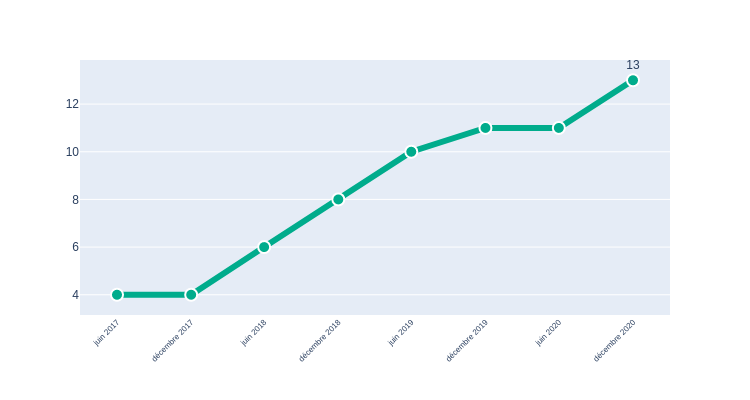 13
12
10
8
6
4
juin 2017
décembre 2017
juin 2018
décembre 2018
juin 2019
décembre 2019
juin 2020
décembre 2020